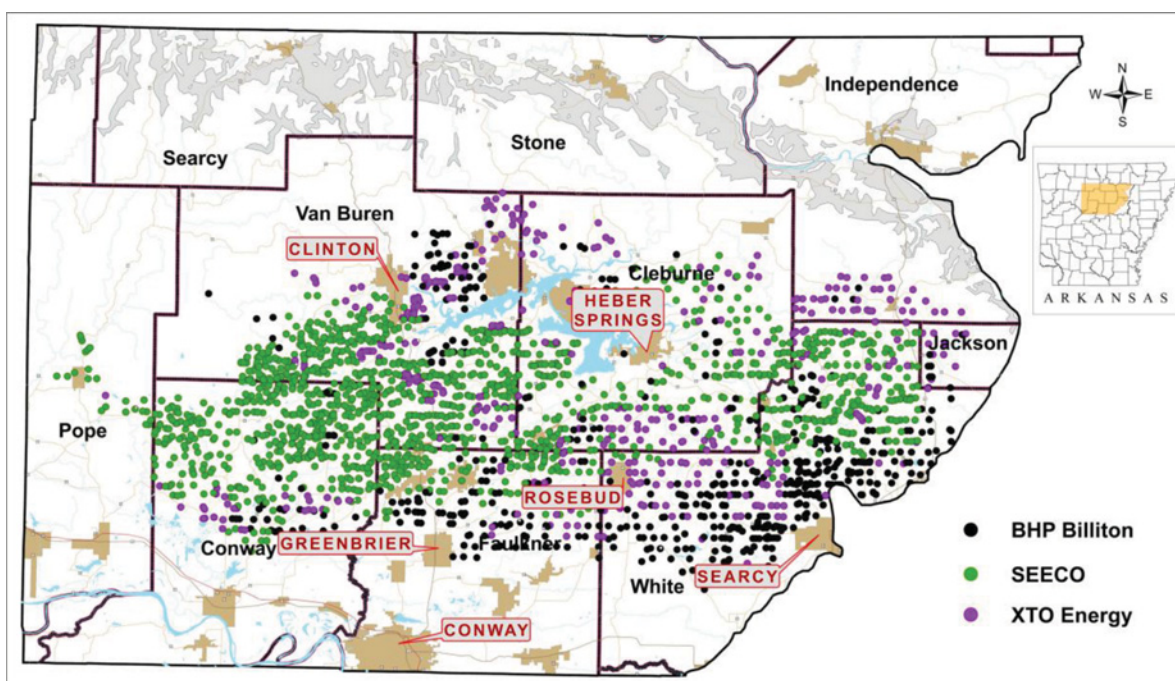 Independence
N
W E
S
Searcy
Stone
Van Buren
CLINTON
Cleburne
HEBER
SPRINGS
ARKANSAS
Jackson
Pope
ROSEBUD
Conway
GREENBRIER
Faulkner
SEARCY
White
CONWAY
BHP Billiton
SEECO
XTO Energy